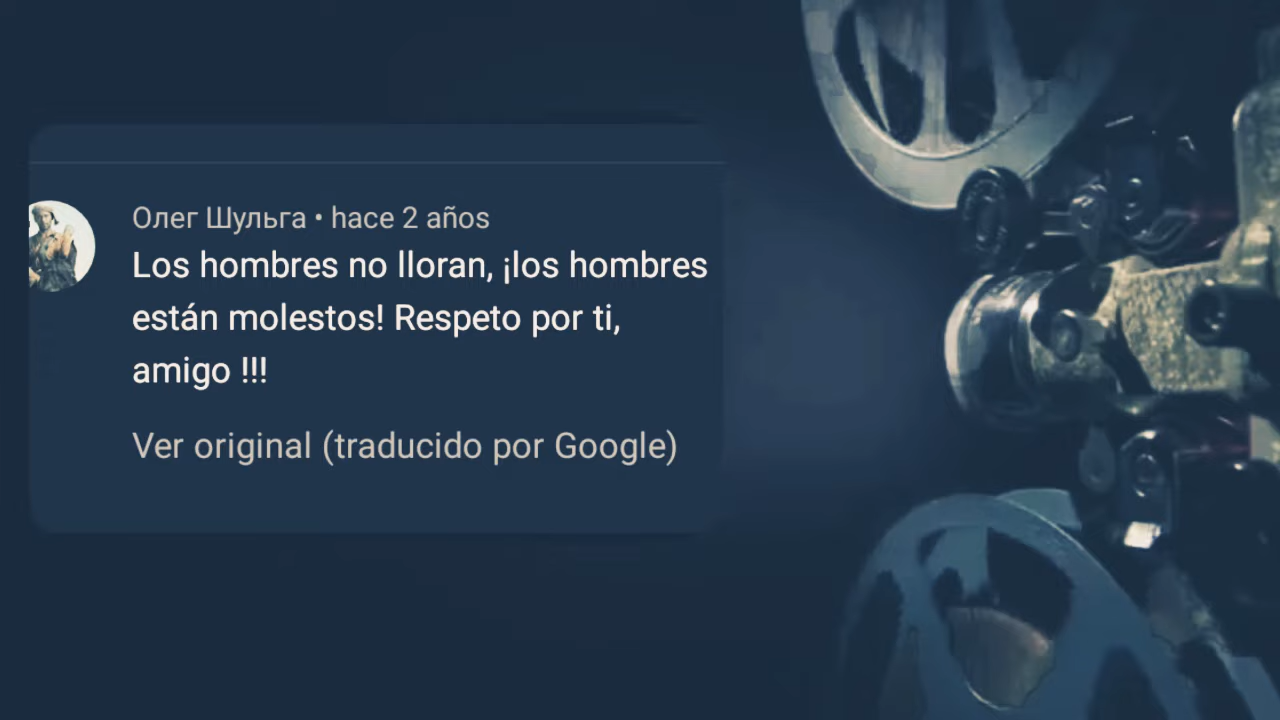 Олег Шульга • hace 2 años
Los hombres no lloran, ¡los hombres
están molestos! Respeto por ti,
amigo !!!
Ver original (traducido por Google)